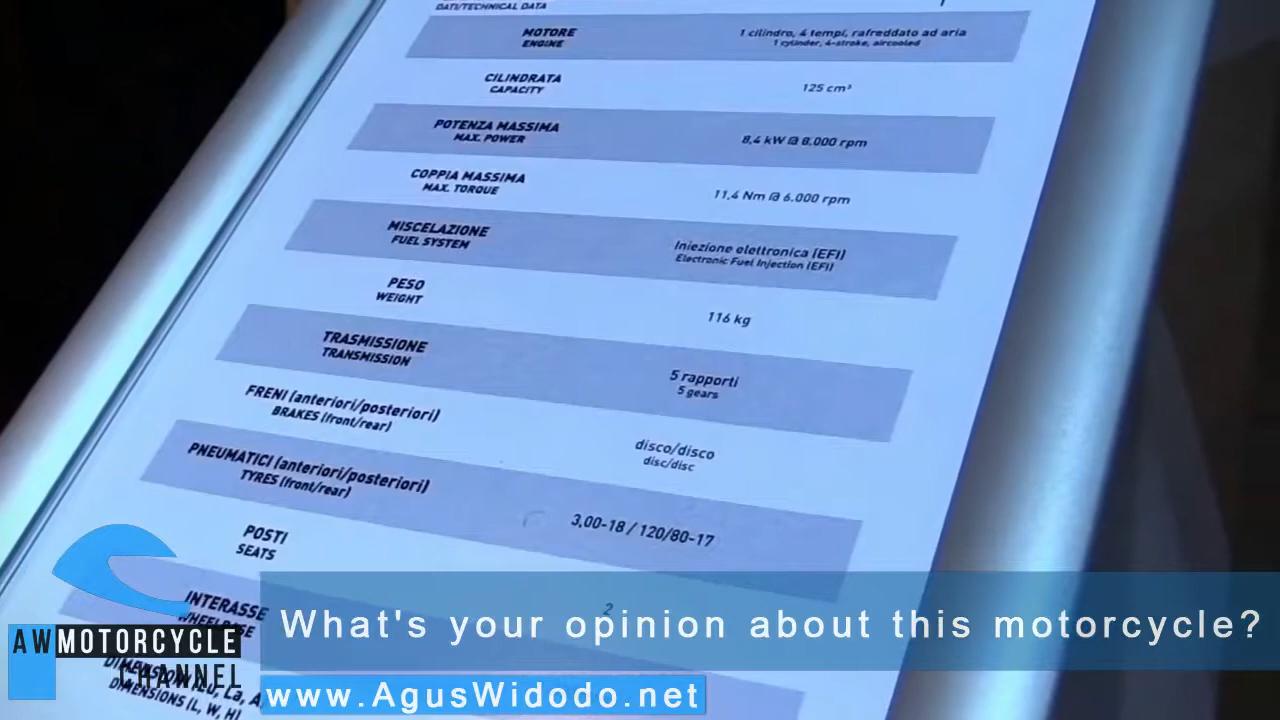 DATI/TECHNICAL DATA
MOTORE
ENGINE
1 cilindro, 4 tempi, rafreddato ad aria
1 cylinder, 4-stroke, aircooled
CILINDRATA
CAPACITY
125 cm³
POTENZA MASSIMA
MAX. POWER
8,4 kW @ 8.000 rpm
COPPIA MASSIMA
MAX. TORQUE
11,4 Nm @ 6.000 rpm
MISCELAZIONE
FUEL SYSTEM
Iniezione elettronica (EFI)
Electronic Fuel Injection (EFI)
PESO
WEIGHT
116 kg
TRASMISSIONE
TRANSMISSION
5 rapporti
5 gears
FRENI (anteriori/posteriori)
BRAKES (front/rear)
disco/disco
disc/disc
PNEUMATICI (anteriori/posteriori)
TYRES (front/rear)
3,00-18 / 120/80-17
POSTI
SEATS
2
INTERASSE
WHEELBASE
DIMENSIONI (L, W, H)
What's your opinion about this motorcycle?
AWMOTORCYCLE
CHANNEL
www.AgusWidodo.net